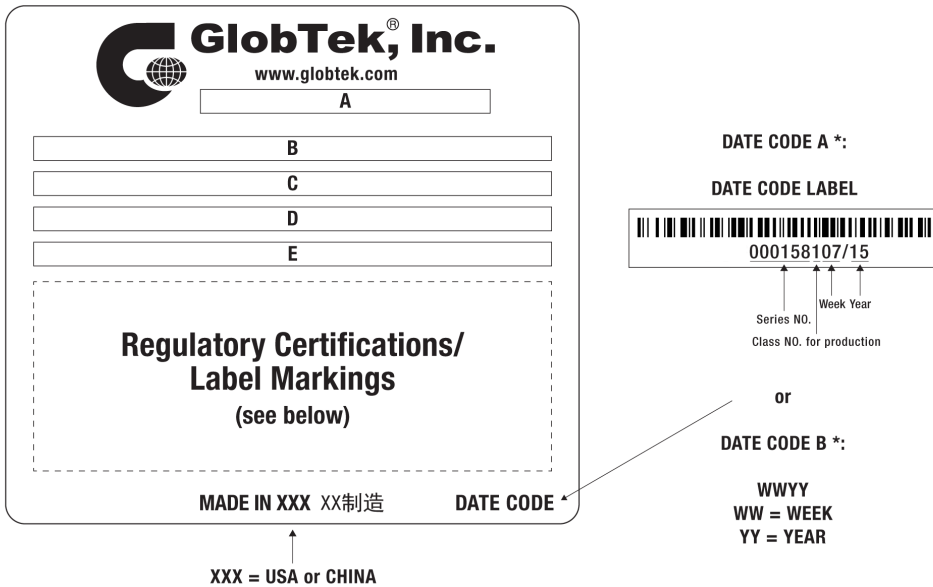 GlobTek®, Inc.
www.globtek.com
A
B
C
D
E
Regulatory Certifications/
Label Markings
(see below)
MADE IN XXX XX制造 DATE CODE
XXX = USA or CHINA
DATE CODE A *:
DATE CODE LABEL
000158107/15
Week Year
Series NO.
Class NO. for production
or
DATE CODE B *:
WWYY
WW = WEEK
YY = YEAR